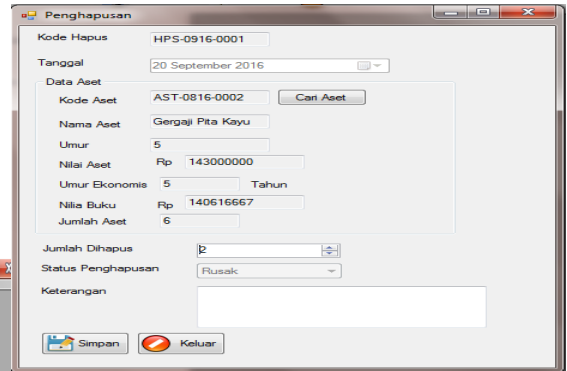 Penghapusan
Kode Hapus HPS-0916-0001
Tanggal 20 September 2016
Data Aset
Kode Aset AST-0816-0002 Cari Aset
Nama Aset Gergaji Pita Kayu
Umur 5
Nilai Aset Rp 143000000
Umur Ekonomis 5 Tahun
Nilia Buku Rp 140616667
Jumlah Aset 6
Jumlah Dihapus 2
Status Penghapusan Rusak
Keterangan
Simpan Keluar